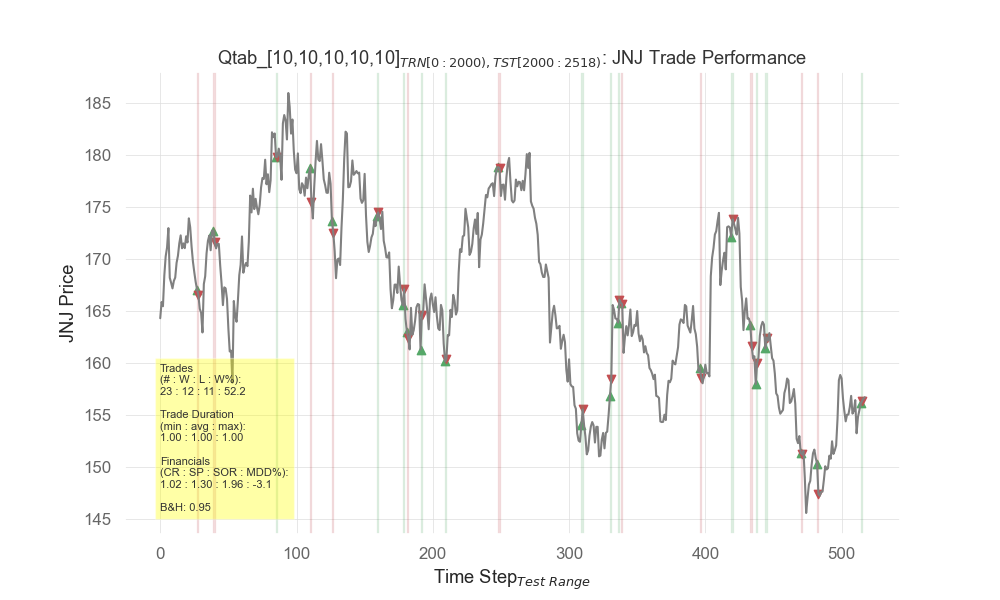 Qtab_[10,10,10,10,10]TRN[0 : 2000), TST[2000 : 2518): JNJ Trade Performance
JNJ Price
185
180
175
170
165
160
155
150
145
Trades
(# : W : L : W%):
23 : 12 : 11 : 52.2
Trade Duration
(min : avg : max):
1.00 : 1.00 : 1.00
Financials
(CR : SP : SOR : MDD%):
1.02 : 1.30 : 1.96 : -3.1
B&H: 0.95
0 100 200 300 400 500
Time StepTest Range